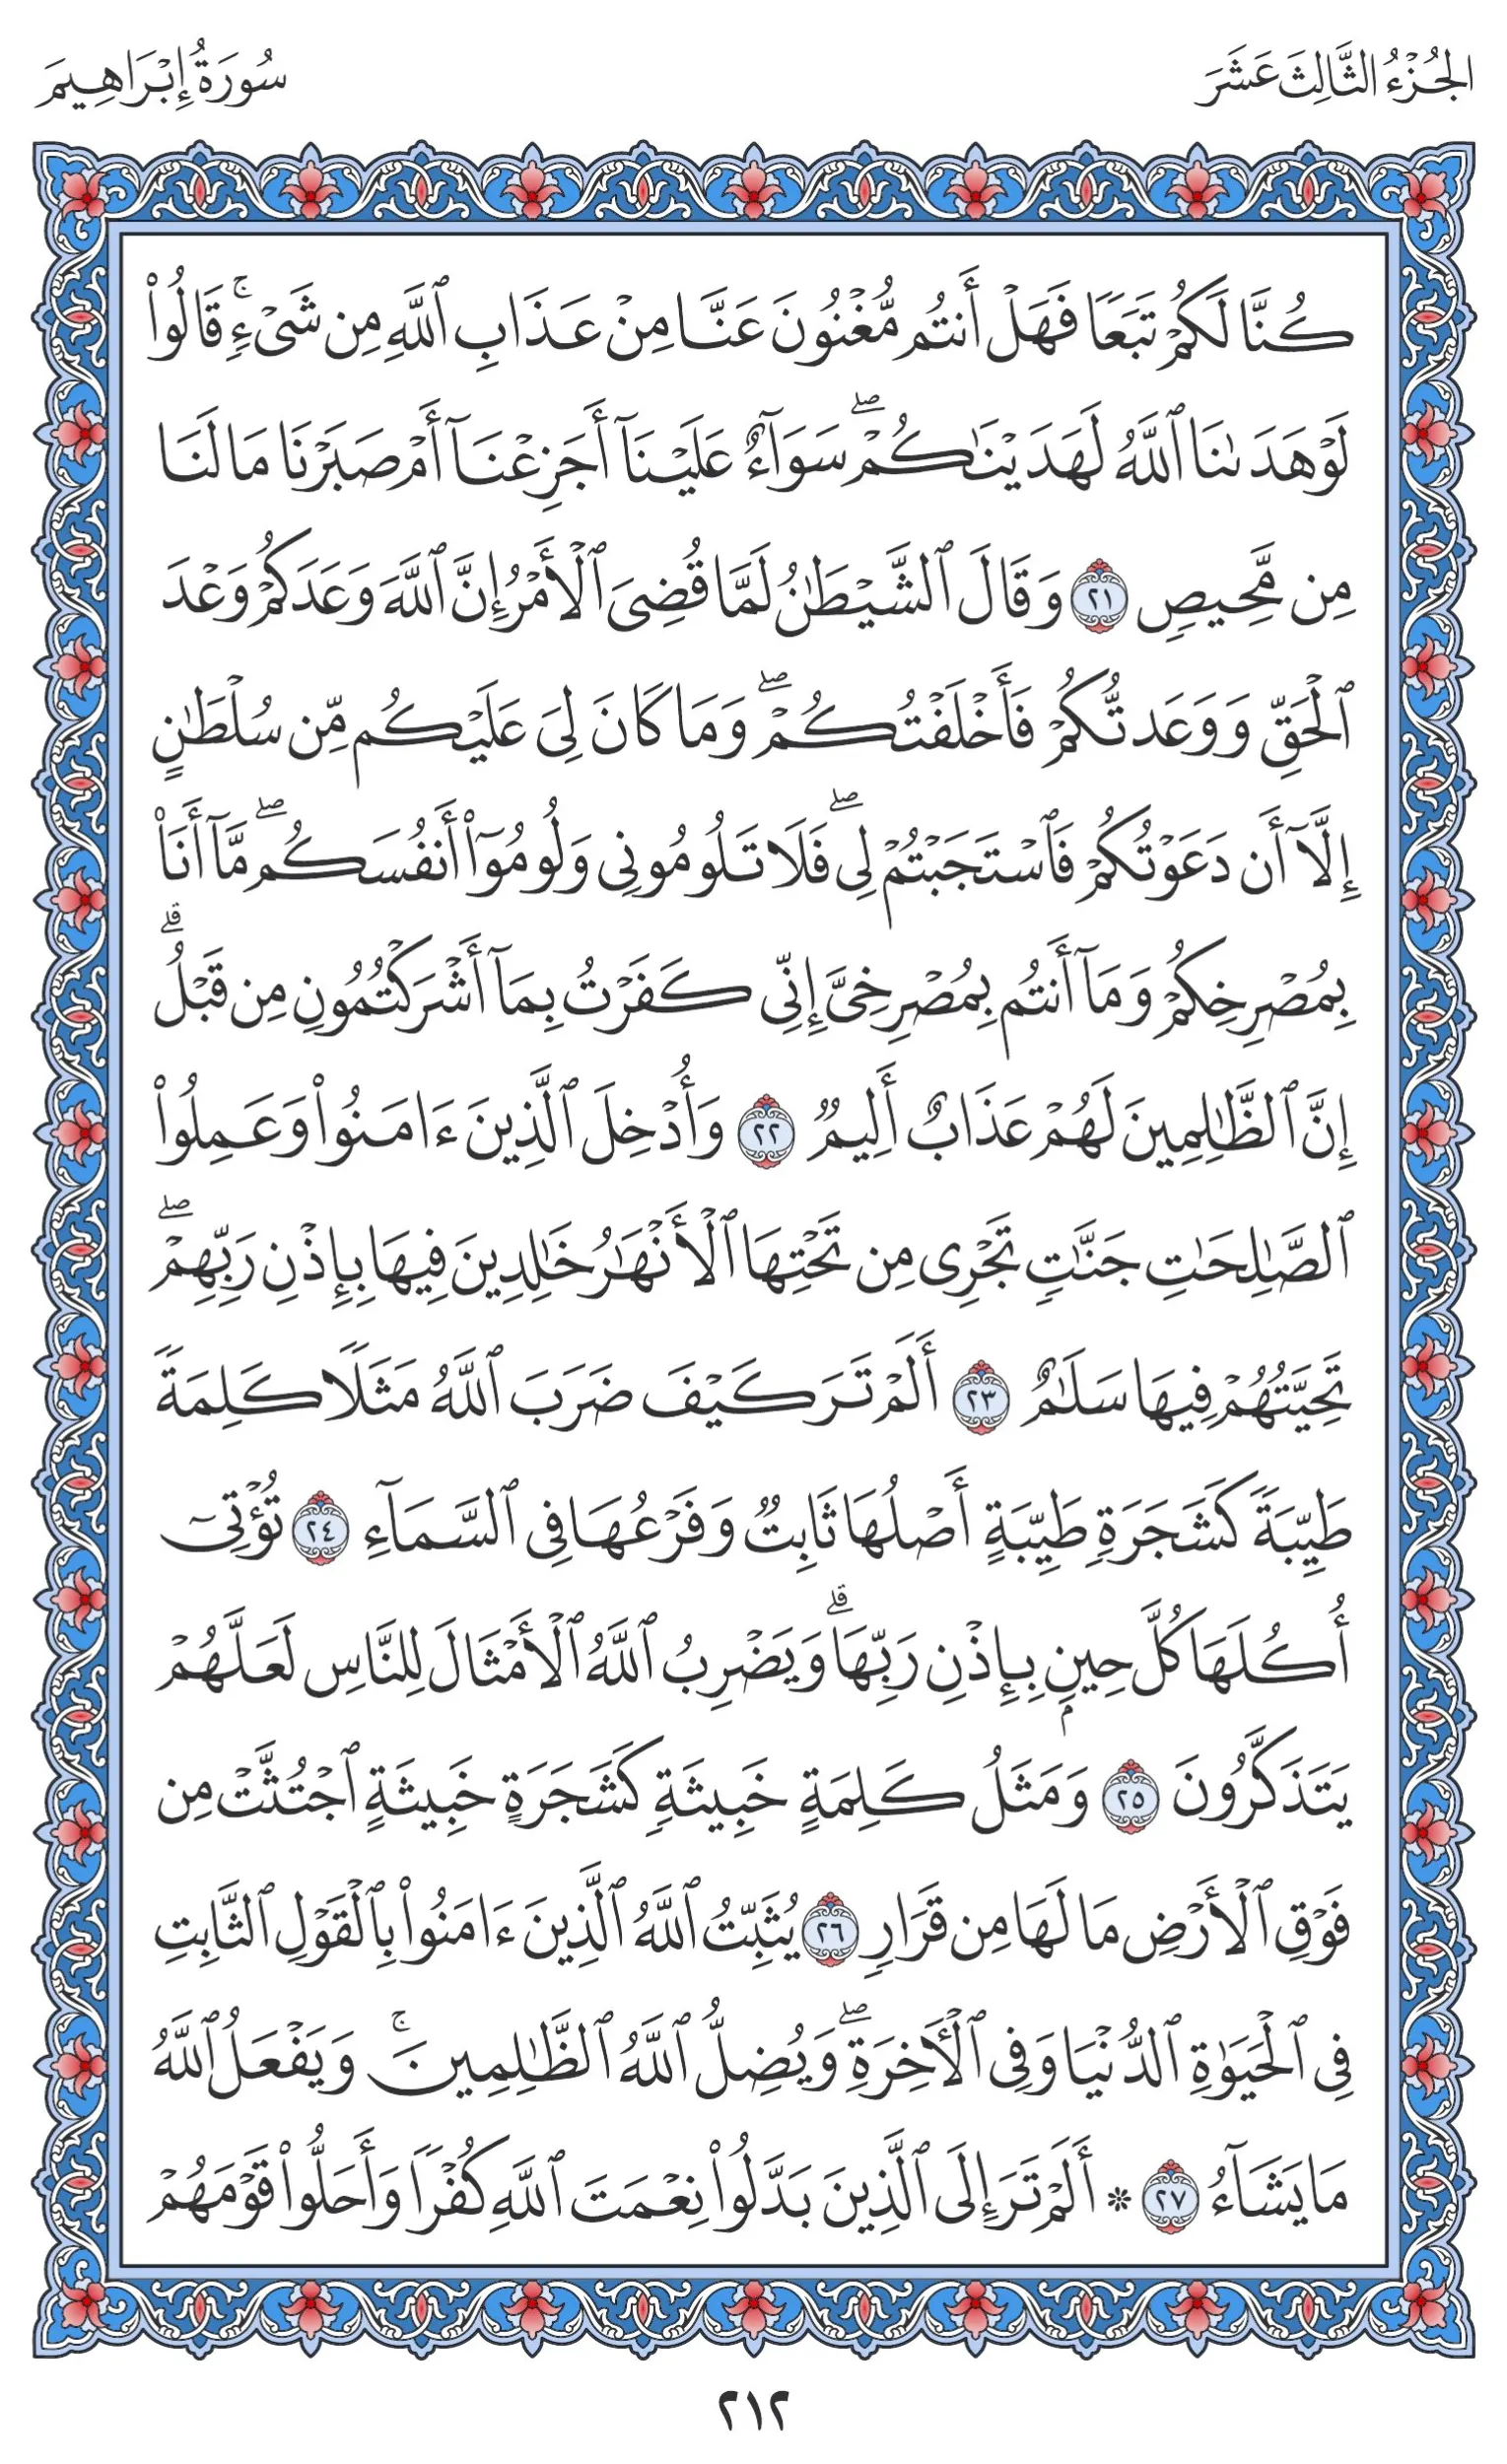 الجُزْءُ الثَّالِثَ عَشَرَ
سُورَةُ إِبْرَاهِيمَ
كُنَّا لَكُمْ تَبَعًا فَهَلْ أَنتُم مُّغْنُونَ عَنَّا مِنْ عَذَابِ ٱللَّهِ مِن شَىْءٍۢ ۚ قَالُوا۟
لَوْ هَدَىٰنَا ٱللَّهُ لَهَدَيْنَـٰكُمْ ۖ سَوَآءٌ عَلَيْنَآ أَجَزِعْنَآ أَمْ صَبَرْنَا مَا لَنَا
مِن مَّحِيصٍ ٢١ وَقَالَ ٱلشَّيْطَـٰنُ لَمَّا قُضِىَ ٱلْأَمْرُ إِنَّ ٱللَّهَ وَعَدَكُمْ وَعْدَ
ٱلْحَقِّ وَوَعَدتُّكُمْ فَأَخْلَفْتُكُمْ ۖ وَمَا كَانَ لِىَ عَلَيْكُم مِّن سُلْطَـٰنٍ
إِلَّآ أَن دَعَوْتُكُمْ فَٱسْتَجَبْتُمْ لِى ۖ فَلَا تَلُومُونِى وَلُومُوٓا۟ أَنفُسَكُم ۖ مَّآ أَنَا۠
بِمُصْرِخِكُمْ وَمَآ أَنتُم بِمُصْرِخِىَّ إِنِّى كَفَرْتُ بِمَآ أَشْرَكْتُمُونِ مِن قَبْلُ ۗ
إِنَّ ٱلظَّـٰلِمِينَ لَهُمْ عَذَابٌ أَلِيمٌ ٢٢ وَأُدْخِلَ ٱلَّذِينَ ءَامَنُوا۟ وَعَمِلُوا۟
ٱلصَّـٰلِحَـٰتِ جَنَّـٰتٍ تَجْرِى مِن تَحْتِهَا ٱلْأَنْهَـٰرُ خَـٰلِدِينَ فِيهَا بِإِذْنِ رَبِّهِمْ ۖ
تَحِيَّتُهُمْ فِيهَا سَلَـٰمٌ ٢٣ أَلَمْ تَرَ كَيْفَ ضَرَبَ ٱللَّهُ مَثَلًا كَلِمَةً
طَيِّبَةً كَشَجَرَةٍ طَيِّبَةٍ أَصْلُهَا ثَابِتٌ وَفَرْعُهَا فِى ٱلسَّمَآءِ ٢٤ تُؤْتِىٓ
أُكُلَهَا كُلَّ حِينٍۭ بِإِذْنِ رَبِّهَا ۗ وَيَضْرِبُ ٱللَّهُ ٱلْأَمْثَالَ لِلنَّاسِ لَعَلَّهُمْ
يَتَذَكَّرُونَ ٢٥ وَمَثَلُ كَلِمَةٍ خَبِيثَةٍ كَشَجَرَةٍ خَبِيثَةٍ ٱجْتُثَّتْ مِن
فَوْقِ ٱلْأَرْضِ مَا لَهَا مِن قَرَارٍ ٢٦ يُثَبِّتُ ٱللَّهُ ٱلَّذِينَ ءَامَنُوا۟ بِٱلْقَوْلِ ٱلثَّابِتِ
فِى ٱلْحَيَوٰةِ ٱلدُّنْيَا وَفِى ٱلْـَٔاخِرَةِ ۖ وَيُضِلُّ ٱللَّهُ ٱلظَّـٰلِمِينَ ۚ وَيَفْعَلُ ٱللَّهُ
مَا يَشَآءُ ٢٧ * أَلَمْ تَرَ إِلَى ٱلَّذِينَ بَدَّلُوا۟ نِعْمَتَ ٱللَّهِ كُفْرًا وَأَحَلُّوا۟ قَوْمَهُمْ
٢١٢